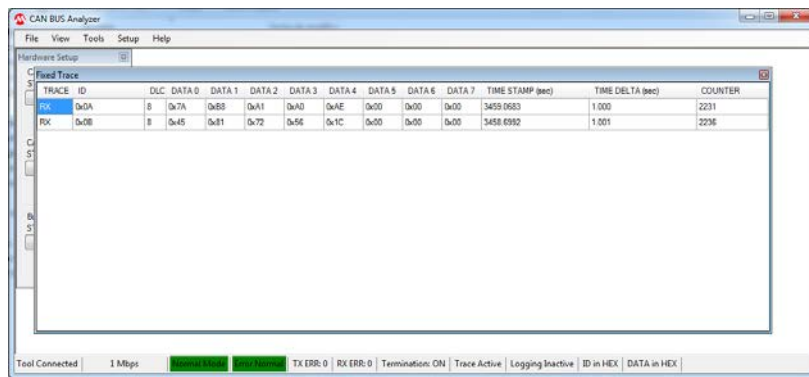 CAN BUS Analyzer
File View Tools Setup Help
Hardware Setup
Fixed Trace
TRACE ID DLC DATA 0 DATA 1 DATA 2 DATA 3 DATA 4 DATA 5 DATA 6 DATA 7 TIME STAMP (sec) TIME DELTA (sec) COUNTER
RX 0x0A 8 0x7A 0xB8 0xA1 0xA0 0xAE 0x00 0x00 0x00 3459.0683 1.000 2231
RX 0x0B 8 0x45 0x81 0x72 0x56 0x1C 0x00 0x00 0x00 3458.6992 1.001 2236
Tool Connected 1 Mbps Normal Mode Error Normal TX ERR: 0 RX ERR: 0 Termination: ON Trace Active Logging Inactive ID in HEX DATA in HEX